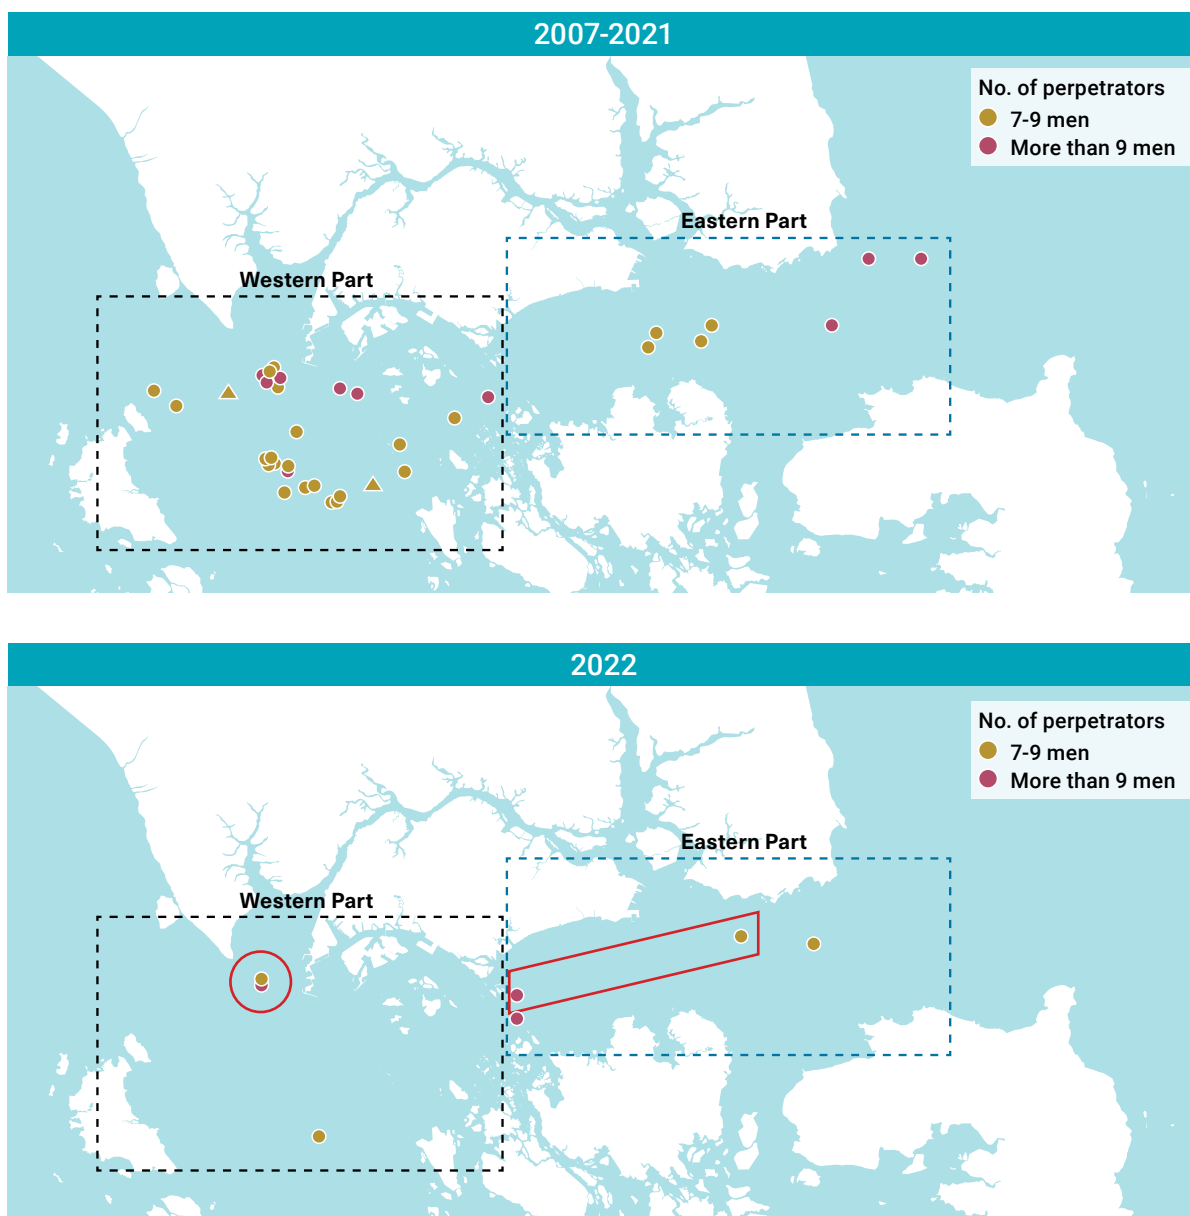 2007-2021
No. of perpetrators
7-9 men
More than 9 men
Eastern Part
Western Part
2022
No. of perpetrators
7-9 men
More than 9 men
Eastern Part
Western Part